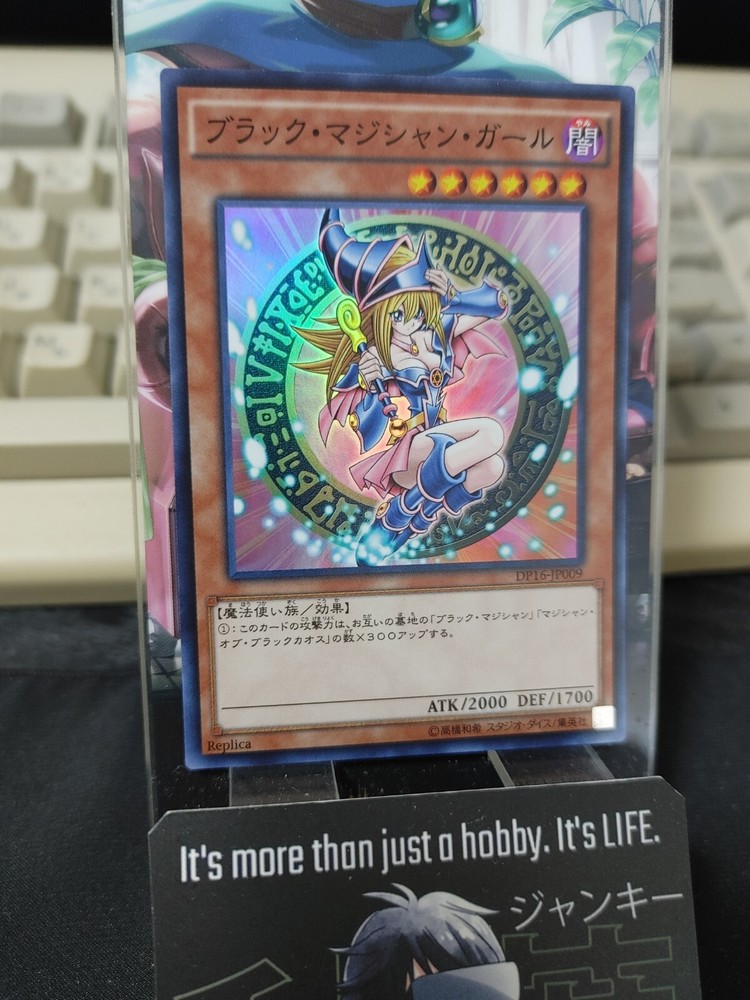 ブラック・マジシャン・ガール
闇
DP16-JP009
【魔法使い族／効果】
①：このカードの攻撃力は、お互いの墓地の「ブラック・マジシャン」「マジシャン・
オブ・ブラックカオス」の数×３００アップする。
ATK/2000 DEF/1700
©高橋和希 スタジオ・ダイス/集英社
Replica
It's more than just a hobby. It's LIFE.
ジャンキー